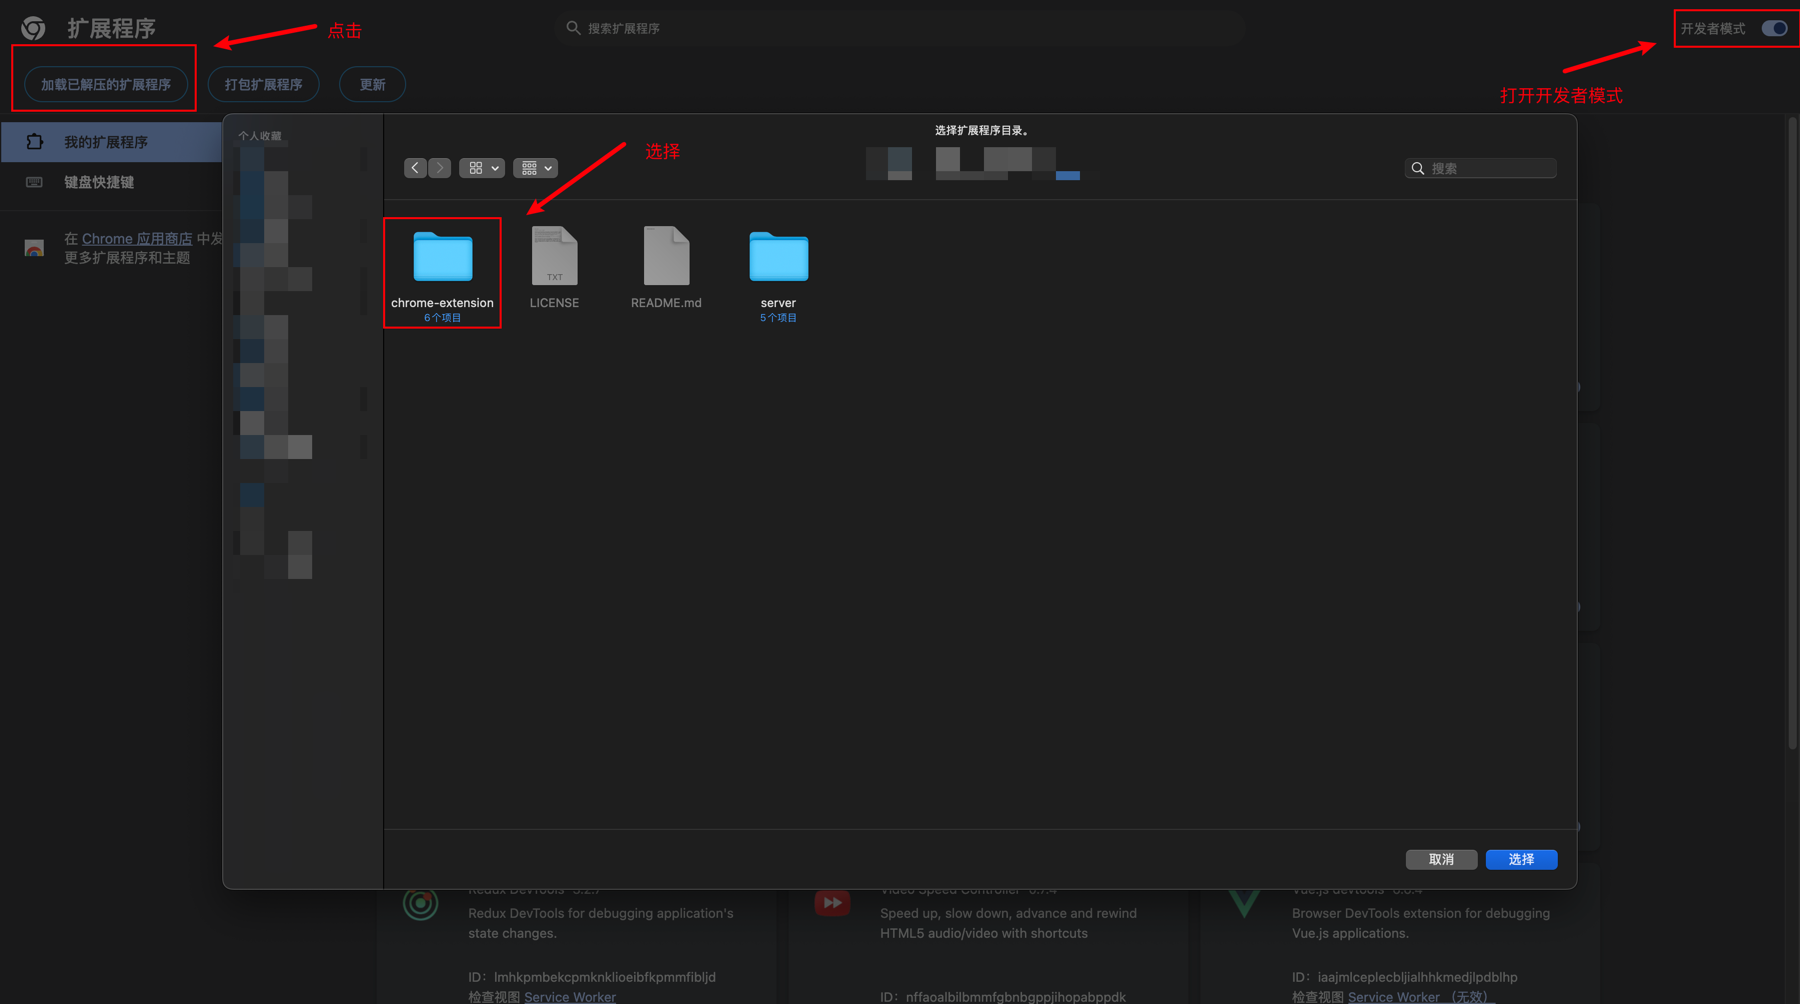 扩展程序
点击
搜索扩展程序
开发者模式
加载已解压的扩展程序
打包扩展程序
更新
打开开发者模式
我的扩展程序
键盘快捷键
在 Chrome 应用商店 中发
更多扩展程序和主题
个人收藏
选择扩展程序目录。
选择
搜索
chrome-extension
6个项目
TXT
LICENSE
README.md
server
5个项目
取消
选择
Redux DevTools 3.2.7
Redux DevTools for debugging application's
state changes.
ID：lmhkpmbekcpmknklioeibfkpmmfibljd
检查视图 Service Worker
Video Speed Controller
Speed up, slow down, advance and rewind
HTML5 audio/video with shortcuts
ID：nffaoalbilbmmfgbnbgppjihopabppdk
Vue.js devtools
Browser DevTools extension for debugging
Vue.js applications.
ID：iaajmlceplecbljialhhkmedjlpdblhp
检查视图 Service Worker （无效）